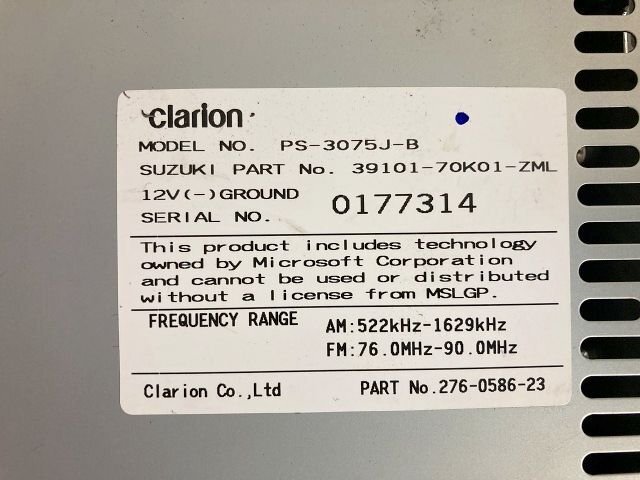 clarion
MODEL NO. PS-3075J-B
SUZUKI PART No. 39101-70K01-ZML
12V(-)GROUND
SERIAL NO. 0177314
This product includes technology
owned by Microsoft Corporation
and cannot be used or distributed
without a license from MSLGP.
FREQUENCY RANGE AM:522kHz-1629kHz
FM:76.0MHz-90.0MHz
Clarion Co.,Ltd PART No.276-0586-23